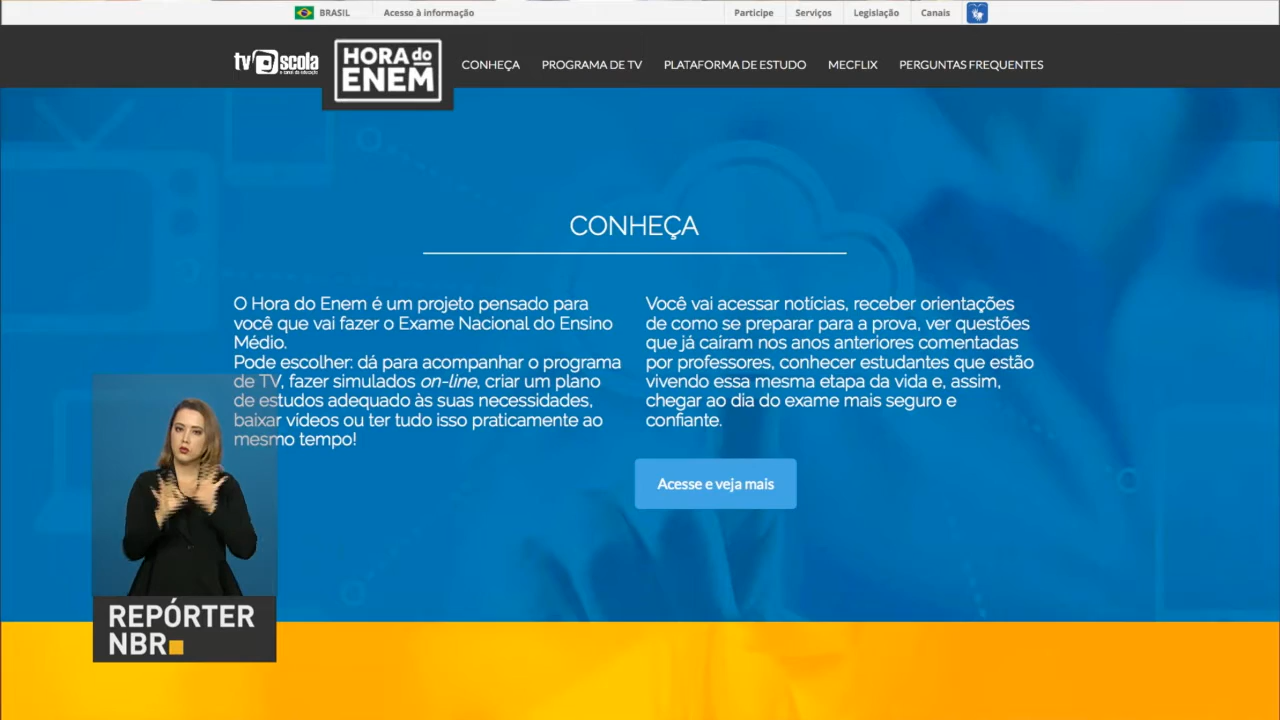 BRASIL
Acesso à informação
Participe
Serviços
Legislação
Canais
tv escola
o canal da educação
HORA do
ENEM
CONHEÇA
PROGRAMA DE TV
PLATAFORMA DE ESTUDO
MECFLIX
PERGUNTAS FREQUENTES
CONHEÇA
O Hora do Enem é um projeto pensado para
você que vai fazer o Exame Nacional do Ensino
Médio.
Pode escolher: dá para acompanhar o programa
de TV, fazer simulados on-line, criar um plano
de estudos adequado às suas necessidades,
baixar vídeos ou ter tudo isso praticamente ao
mesmo tempo!
Você vai acessar notícias, receber orientações
de como se preparar para a prova, ver questões
que já caíram nos anos anteriores comentadas
por professores, conhecer estudantes que estão
vivendo essa mesma etapa da vida e, assim,
chegar ao dia do exame mais seguro e
confiante.
Acesse e veja mais
REPÓRTER
NBR